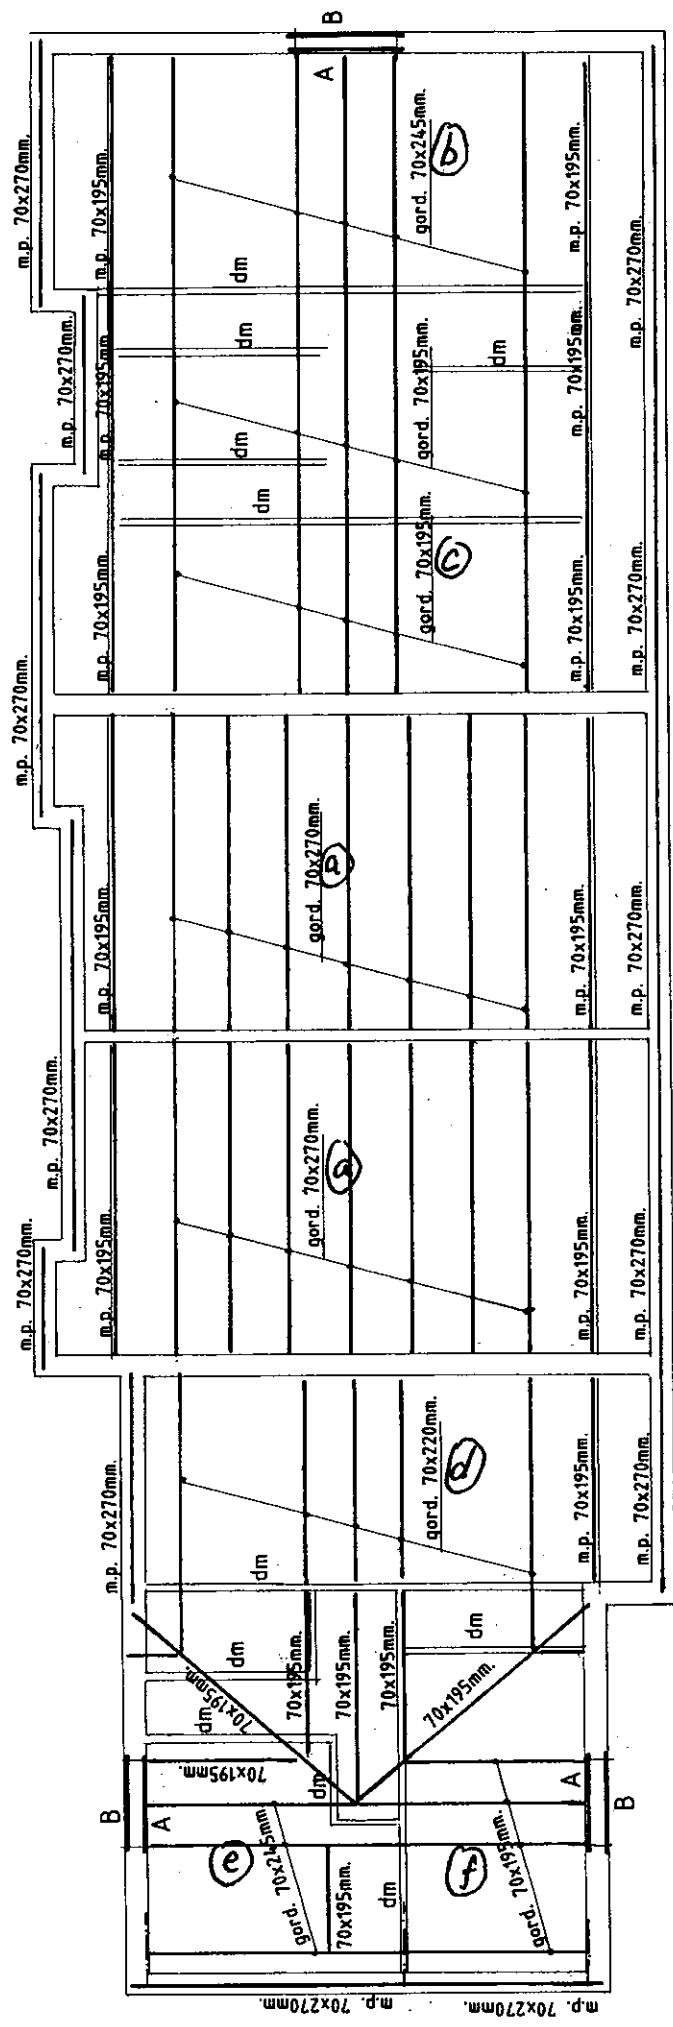 B
A
m.p. 70x270mm.
m.p. 70x195mm.
gord. 70x245mm.
b
m.p. 70x195mm.
m.p. 70x270mm.
dm
m.p. 70x270mm.
m.p. 70x195mm.
dm
gord. 70x195mm.
dm
m.p. 70x195mm.
m.p. 70x270mm.
dm
dm
m.p. 70x195mm.
gord. 70x195mm.
c
m.p. 70x195mm.
m.p. 70x270mm.
m.p. 70x270mm.
m.p. 70x195mm.
gord. 70x270mm.
a
m.p. 70x195mm.
m.p. 70x270mm.
m.p. 70x270mm.
m.p. 70x195mm.
gord. 70x270mm.
a
m.p. 70x195mm.
m.p. 70x270mm.
m.p. 70x270mm.
m.p. 70x270mm.
gord. 70x220mm.
d
m.p. 70x195mm.
m.p. 70x270mm.
dm
dm
dm
70x195mm.
70x195mm.
70x195mm.
70x195mm.
70x195mm.
dm
dm
70x195mm.
B
A
A
B
e
gord. 70x245mm.
70x195mm.
dm
f
gord. 70x195mm.
m.p. 70x270mm.
m.p. 70x270mm.